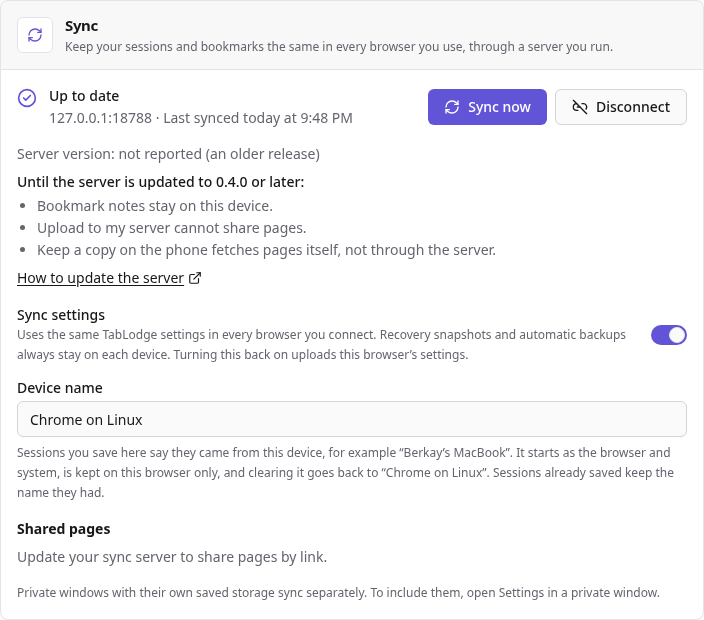 Sync
Keep your sessions and bookmarks the same in every browser you use, through a server you run.
Up to date
127.0.0.1:18788 · Last synced today at 9:48 PM
Sync now
Disconnect
Server version: not reported (an older release)
Until the server is updated to 0.4.0 or later:
• Bookmark notes stay on this device.
• Upload to my server cannot share pages.
• Keep a copy on the phone fetches pages itself, not through the server.
How to update the server
Sync settings
Uses the same TabLodge settings in every browser you connect. Recovery snapshots and automatic backups
always stay on each device. Turning this back on uploads this browser’s settings.
Device name
Chrome on Linux
Sessions you save here say they came from this device, for example “Berkay’s MacBook”. It starts as the browser and
system, is kept on this browser only, and clearing it goes back to “Chrome on Linux”. Sessions already saved keep the
name they had.
Shared pages
Update your sync server to share pages by link.
Private windows with their own saved storage sync separately. To include them, open Settings in a private window.